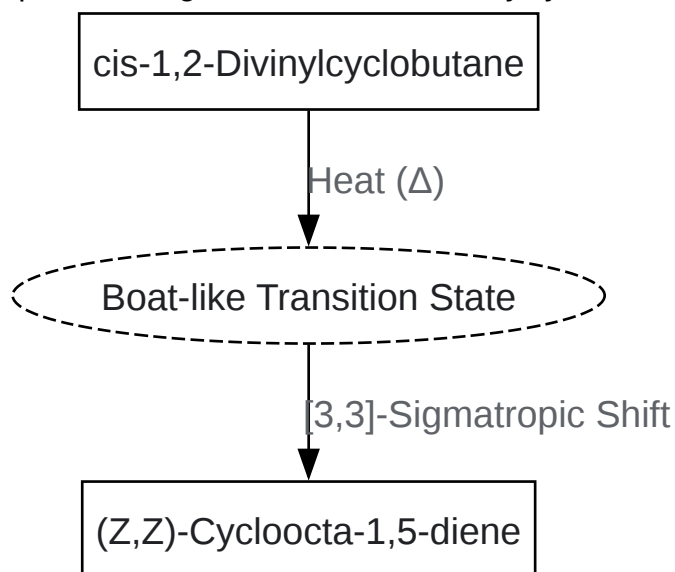 cis-1,2-Divinylcyclobutane
Heat (Δ)
Boat-like Transition State
[3,3]-Sigmatropic Shift
(Z,Z)-Cycloocta-1,5-diene